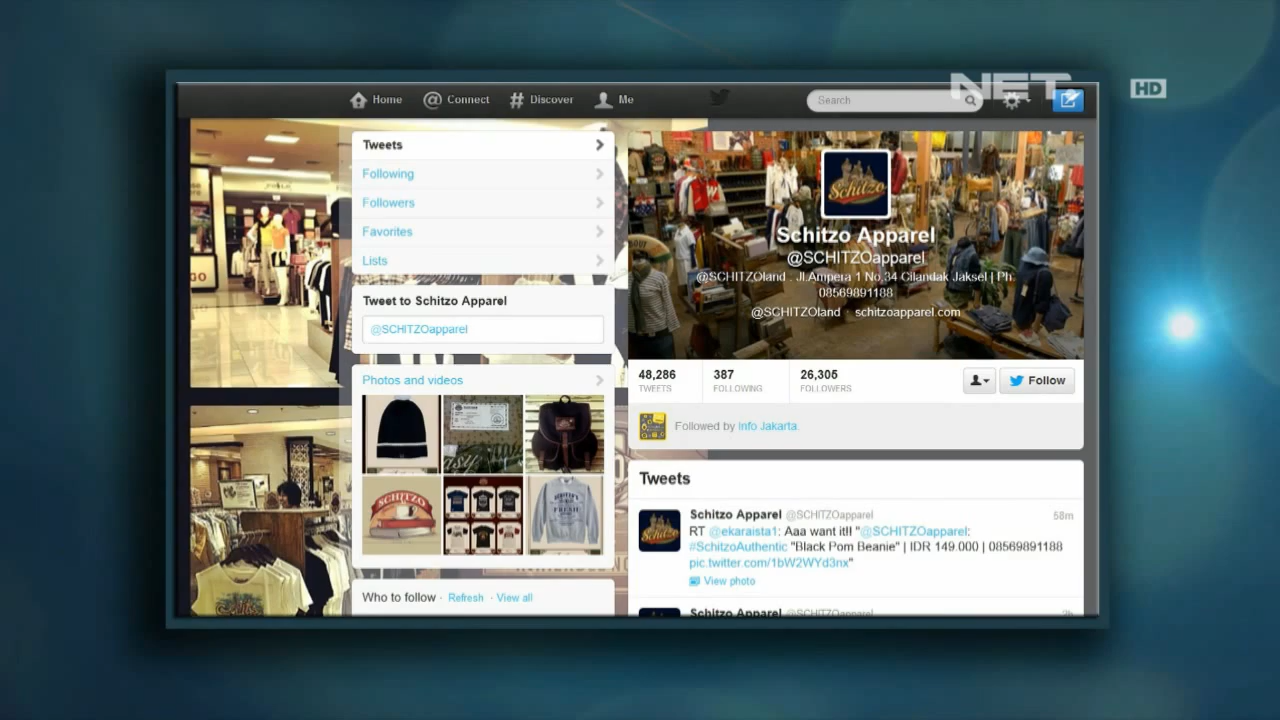 NET.
HD
Home
Connect
Discover
Me
Search
Tweets
Following
Followers
Favorites
Lists
Tweet to Schitzo Apparel
@SCHITZOapparel
Photos and videos
SCHITZO
FRESH
Who to follow · Refresh · View all
Schitzo
Schitzo Apparel
@SCHITZOapparel
@SCHITZOland . Jl.Ampera 1 No.34 Cilandak Jaksel | Ph.
08569891188
@SCHITZOland · schitzoapparel.com
48,286
TWEETS
387
FOLLOWING
26,305
FOLLOWERS
Follow
Followed by info Jakarta.
Tweets
Schitzo Apparel @SCHITZOapparel
58m
RT @ekaraista1: Aaa want it!! "@SCHITZOapparel:
#SchitzoAuthentic "Black Pom Beanie" | IDR 149.000 | 08569891188
pic.twitter.com/1bW2WYd3nx"
View photo
Schitzo Apparel @SCHITZOapparel